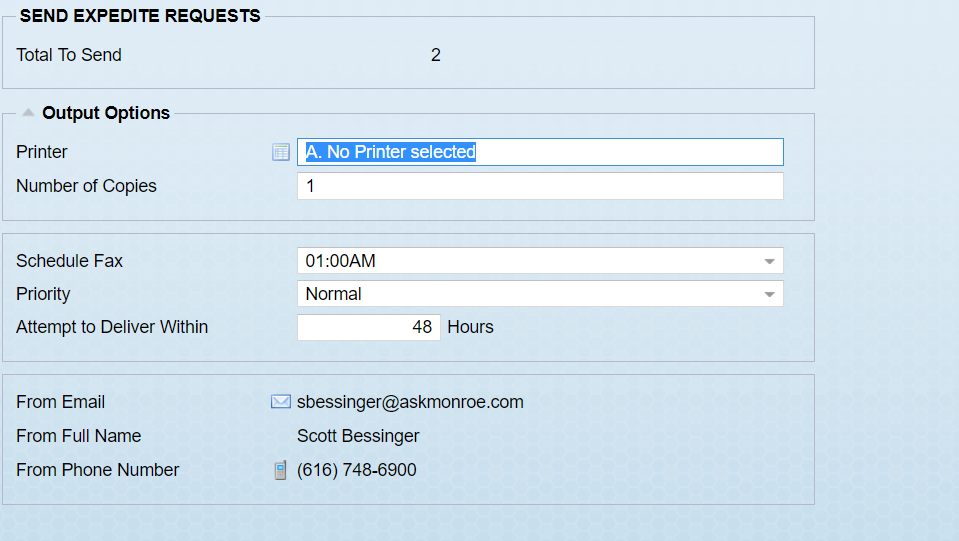 SEND EXPEDITE REQUESTS
Total To Send 2
Output Options
Printer A. No Printer selected
Number of Copies 1
Schedule Fax 01:00AM
Priority Normal
Attempt to Deliver Within 48 Hours
From Email sbessinger@askmonroe.com
From Full Name Scott Bessinger
From Phone Number (616) 748-6900